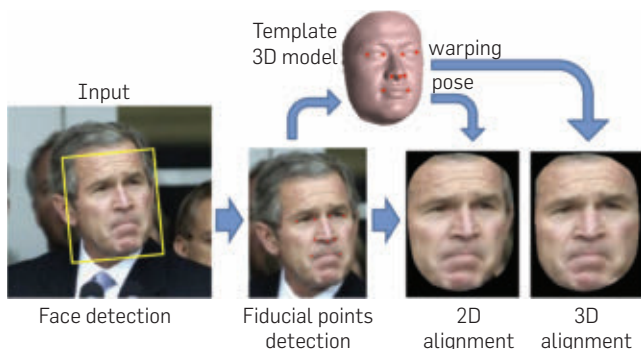 Template
3D model
warping
pose
Input
Face detection
Fiducial points
detection
2D
alignment
3D
alignment